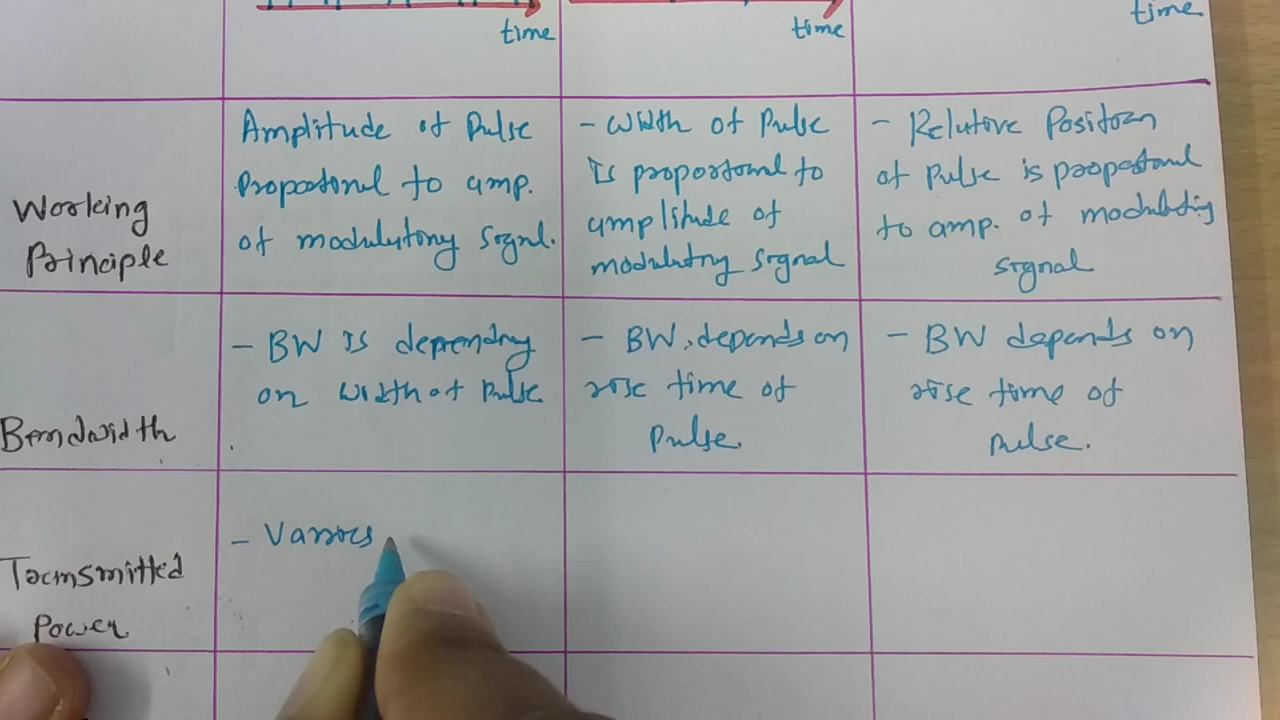 time
time
time
Working
Principle
Amplitude of Pulse
Proportional to amp.
of modulating signal.
- Width of Pulse
Is proportional to
amplitude of
modulating signal
- Relative Position
of Pulse is proportional
to amp. of modulating
signal
Bandwidth
- BW Is depending
on width of Pulse
- BW, depends on
rise time of
Pulse.
- BW depends on
rise time of
Pulse.
Transmitted
Power
- Varies